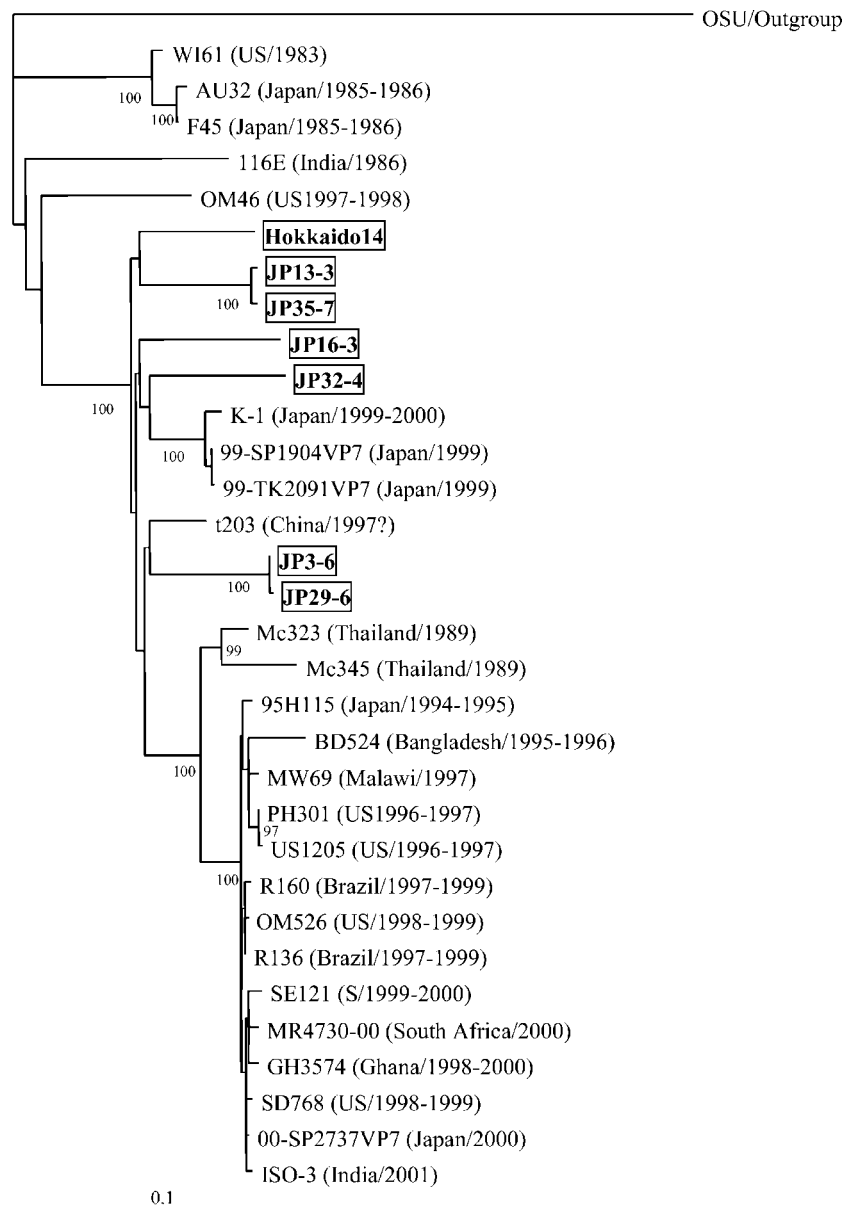 OSU/Outgroup
WI61 (US/1983)
AU32 (Japan/1985-1986)
100
100
F45 (Japan/1985-1986)
116E (India/1986)
OM46 (US1997-1998)
Hokkaido14
JP13-3
100
JP35-7
JP16-3
JP32-4
100
K-1 (Japan/1999-2000)
100
99-SP1904VP7 (Japan/1999)
99-TK2091VP7 (Japan/1999)
t203 (China/1997?)
JP3-6
100
JP29-6
Mc323 (Thailand/1989)
99
Mc345 (Thailand/1989)
95H115 (Japan/1994-1995)
BD524 (Bangladesh/1995-1996)
100
MW69 (Malawi/1997)
PH301 (US1996-1997)
97
US1205 (US/1996-1997)
100
R160 (Brazil/1997-1999)
OM526 (US/1998-1999)
R136 (Brazil/1997-1999)
SE121 (S/1999-2000)
MR4730-00 (South Africa/2000)
GH3574 (Ghana/1998-2000)
SD768 (US/1998-1999)
00-SP2737VP7 (Japan/2000)
ISO-3 (India/2001)
0.1